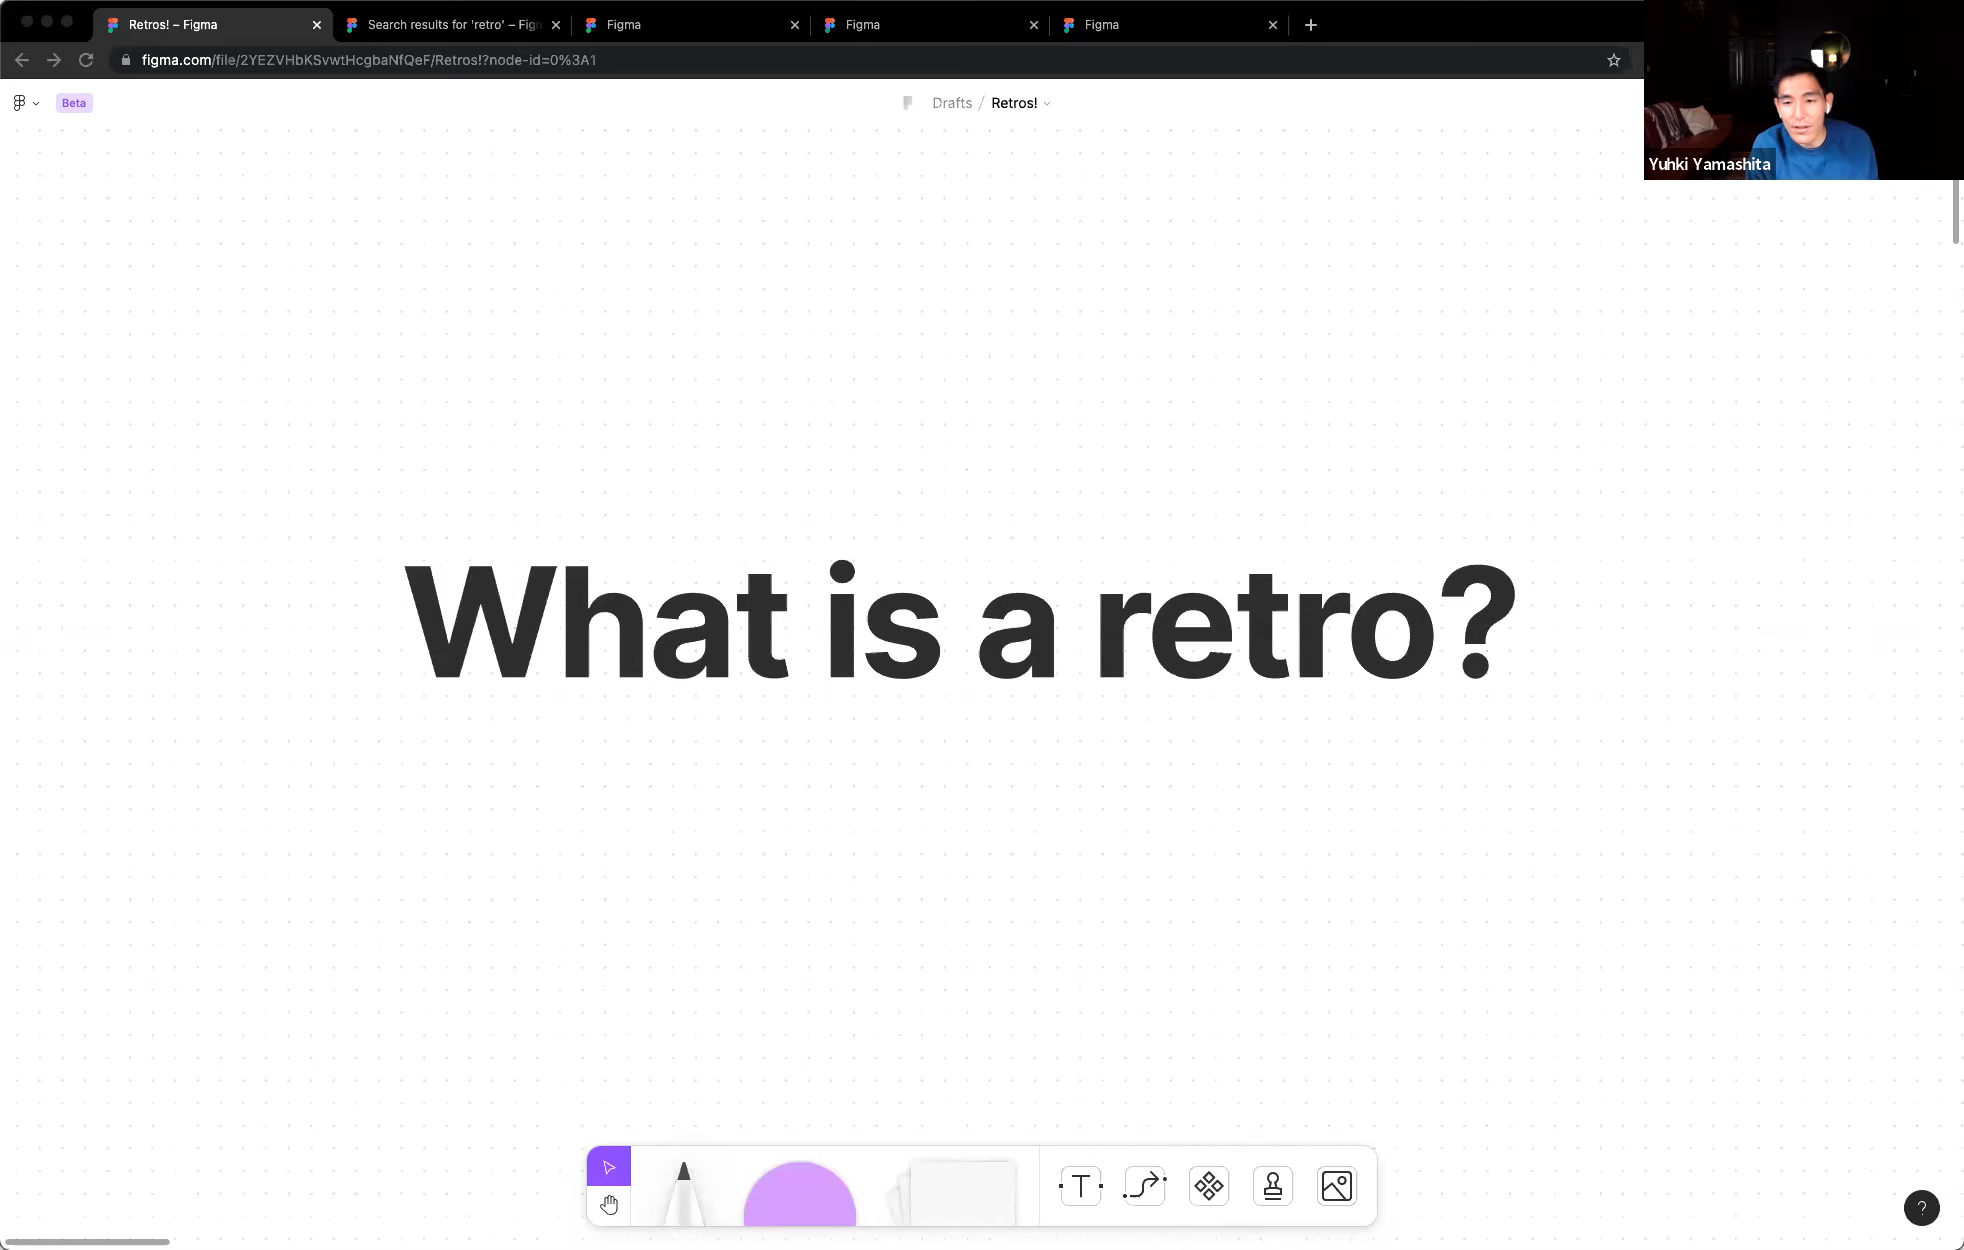 Retros! – Figma
Search results for 'retro' – Figm
Figma
Figma
Figma
figma.com/file/2YEZVHbKSvwtHcgbaNfQeF/Retros!?node-id=0%3A1
Beta
Drafts / Retros!
Yuhki Yamashita
What is a retro?
T
?